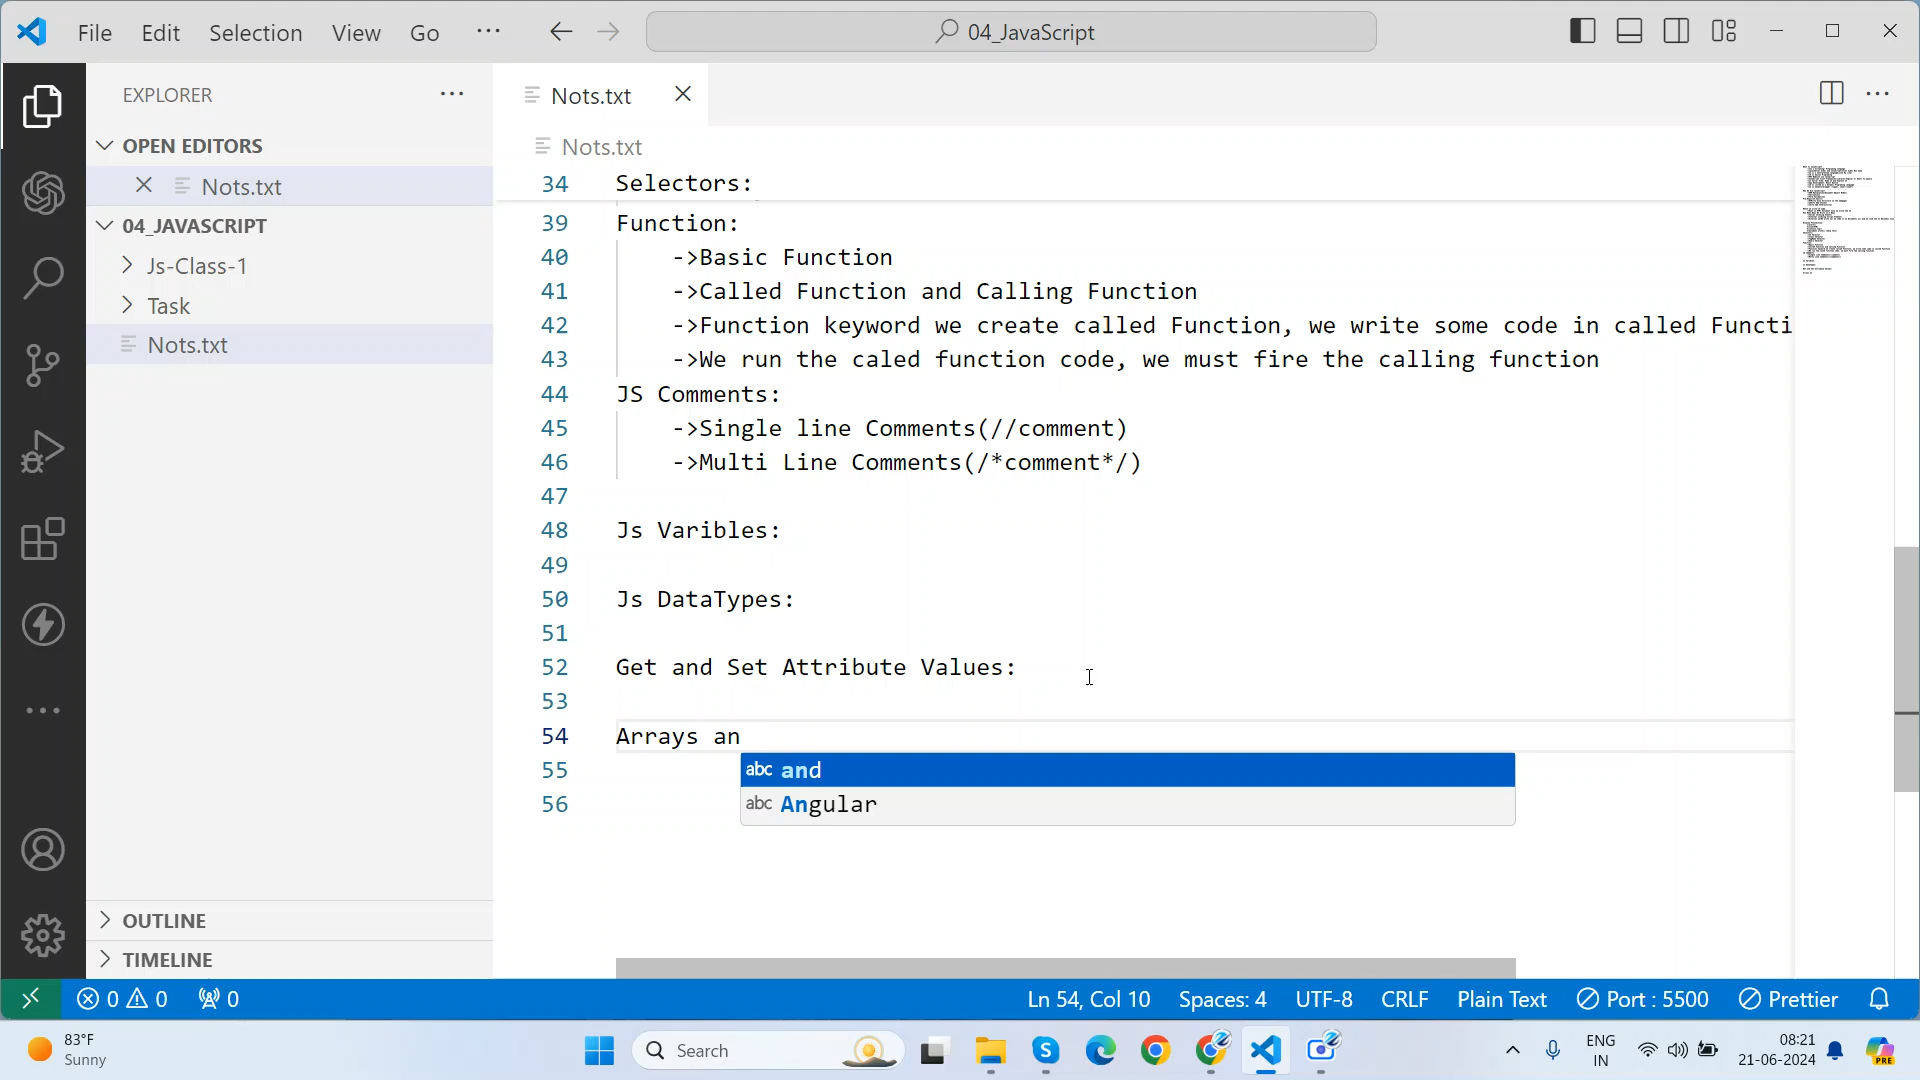 File Edit Selection View Go ··· 04_JavaScript
EXPLORER ···
OPEN EDITORS
Nots.txt
04_JAVASCRIPT
Js-Class-1
Task
Nots.txt
OUTLINE
TIMELINE
Nots.txt
Nots.txt
34 Selectors:
39 Function:
40 ->Basic Function
41 ->Called Function and Calling Function
42 ->Function keyword we create called Function, we write some code in called Functi
43 ->We run the caled function code, we must fire the calling function
44 JS Comments:
45 ->Single line Comments(//comment)
46 ->Multi Line Comments(/*comment*/)
47
48 Js Varibles:
49
50 Js DataTypes:
51
52 Get and Set Attribute Values:
53
54 Arrays an
55 abc and
56 abc Angular
0 0 0 Ln 54, Col 10 Spaces: 4 UTF-8 CRLF Plain Text Port : 5500 Prettier
83°F
Sunny
Search
ENG
IN
08:21
21-06-2024
PRE